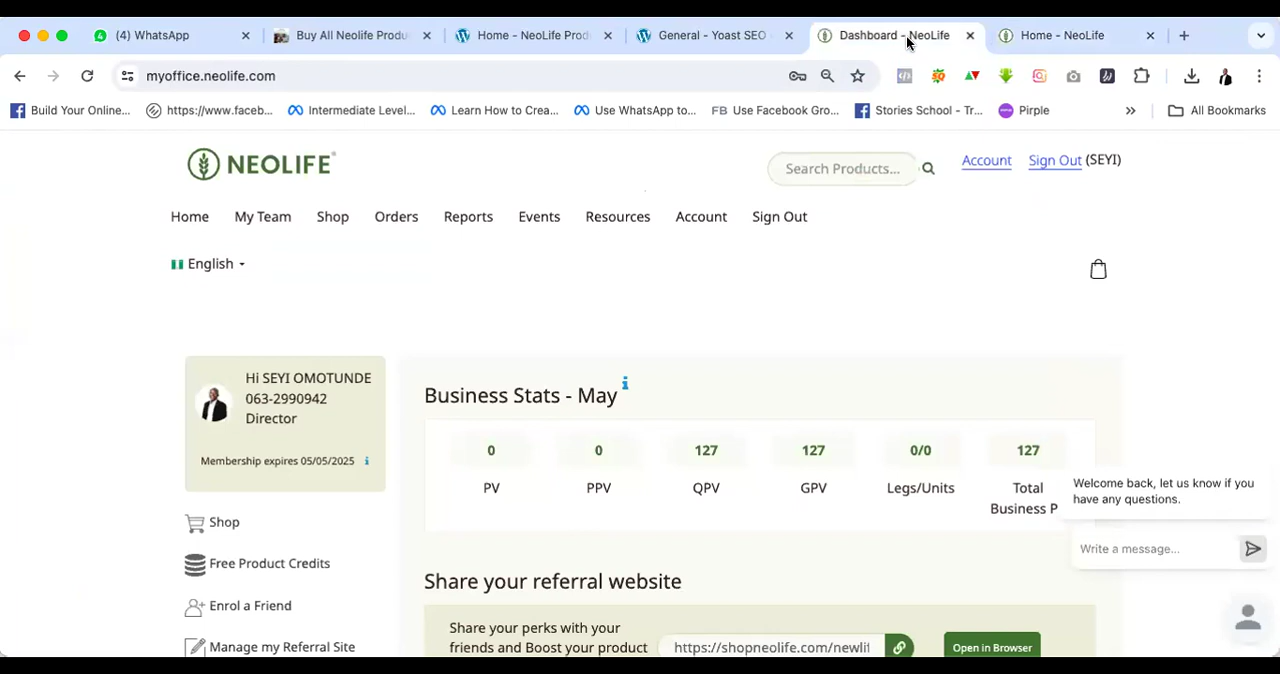 (4) WhatsApp
Buy All Neolife Produ
Home - NeoLife Prod
General - Yoast SEO
Dashboard - NeoLife
Home - NeoLife
myoffice.neolife.com
Build Your Online...
https://www.faceb...
Intermediate Level...
Learn How to Crea...
Use WhatsApp to...
FB Use Facebook Gro...
Stories School - Tr...
Pirple
All Bookmarks
NEOLIFE
Search Products...
Account
Sign Out (SEYI)
Home My Team Shop Orders Reports Events Resources Account Sign Out
English
Hi SEYI OMOTUNDE
063-2990942
Director
Membership expires 05/05/2025
Shop
Free Product Credits
Enrol a Friend
Manage my Referral Site
Business Stats - May
0 0 127 127 0/0 127
PV PPV QPV GPV Legs/Units Total
Business P
Share your referral website
Share your perks with your
friends and Boost your product
https://shopneolife.com/newlif
Open in Browser
Welcome back, let us know if you
have any questions.
Write a message...